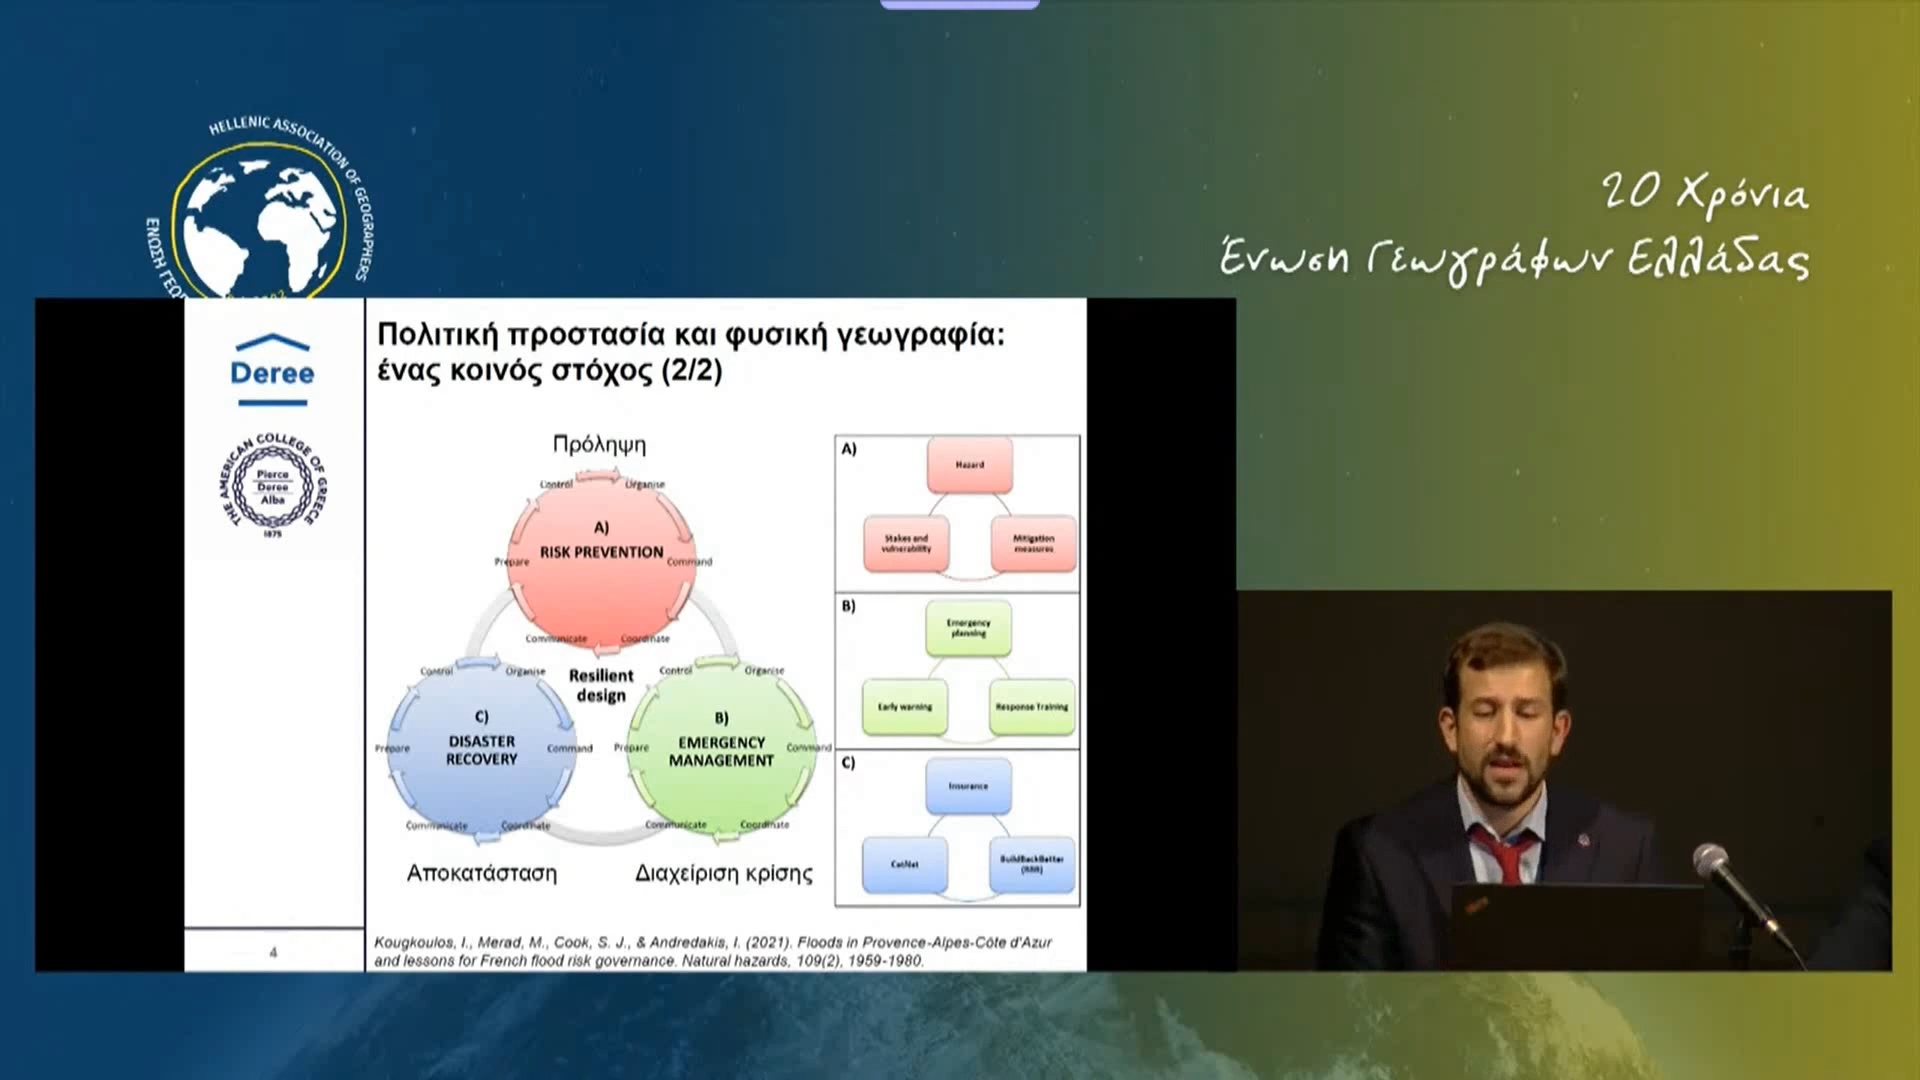 HELLENIC ASSOCIATION OF GEOGRAPHERS
20 Χρόνια
Ένωση Γεωγράφων Ελλάδας
Deree
THE AMERICAN COLLEGE OF GREECE
Pierce
Deree
Alba
1875
Πολιτική προστασία και φυσική γεωγραφία:
ένας κοινός στόχος (2/2)
Πρόληψη
Control
Organise
A)
RISK PREVENTION
Prepare
Command
Communicate
Coordinate
Resilient
design
Control
Organise
C)
DISASTER
RECOVERY
Prepare
Command
Communicate
Coordinate
Αποκατάσταση
Control
Organise
B)
EMERGENCY
MANAGEMENT
Prepare
Command
Communicate
Coordinate
Διαχείριση κρίσης
A)
Hazard
Stakes and
vulnerability
Mitigation
measures
B)
Emergency
planning
Early warning
Response Training
C)
Insurance
CatNat
BuildBackBetter
(BBB)
4
Kougkoulos, I., Merad, M., Cook, S. J., & Andredakis, I. (2021). Floods in Provence-Alpes-Côte d'Azur
and lessons for French flood risk governance. Natural hazards, 109(2), 1959-1980.